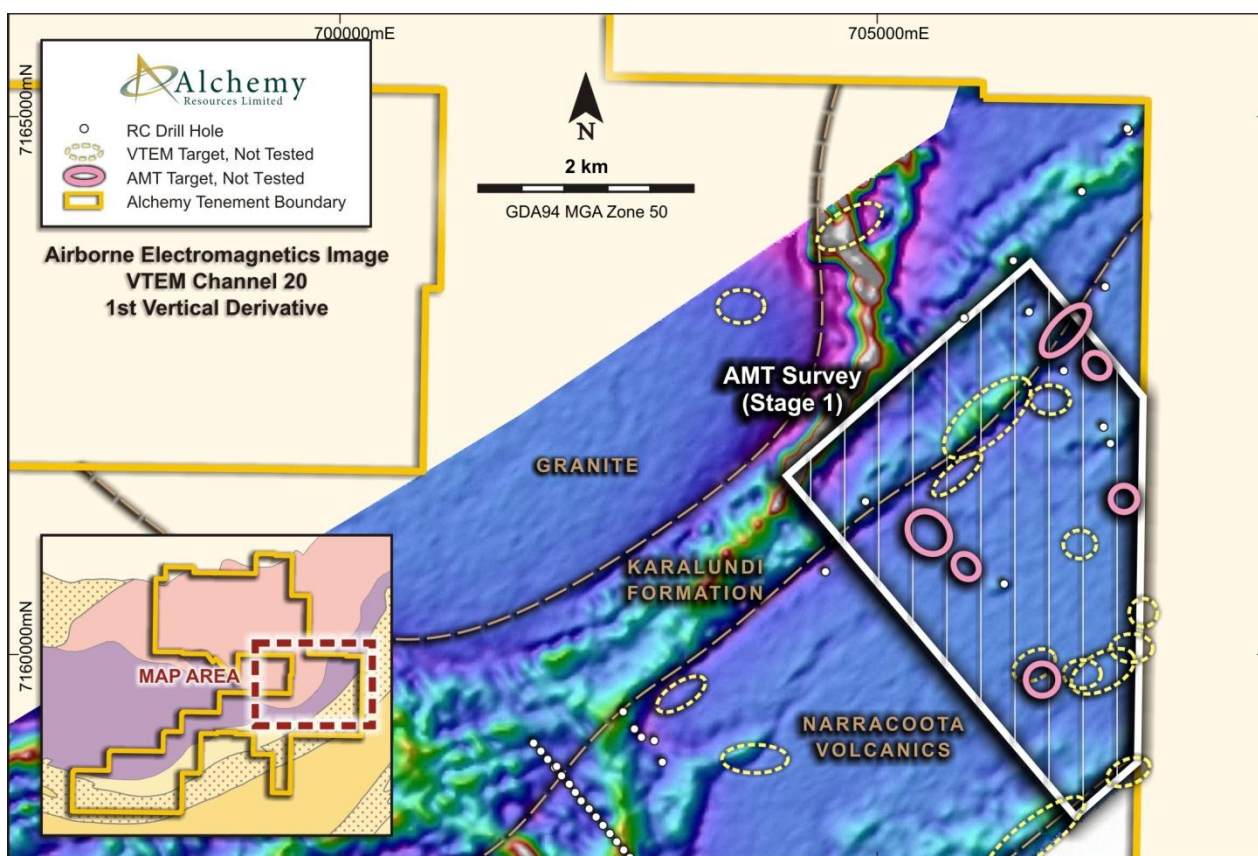 700000mE
705000mE
7165000mN
7160000mN
Alchemy
Resources Limited
RC Drill Hole
VTEM Target, Not Tested
AMT Target, Not Tested
Alchemy Tenement Boundary
Airborne Electromagnetics Image
VTEM Channel 20
1st Vertical Derivative
N
2 km
GDA94 MGA Zone 50
AMT Survey
(Stage 1)
GRANITE
KARALUNDI
FORMATION
NARRACOOTA
VOLCANICS
MAP AREA